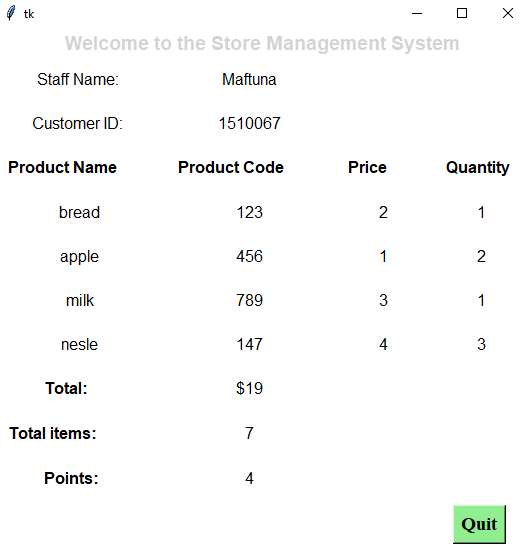 tk
Welcome to the Store Management System
Staff Name: Maftuna
Customer ID: 1510067
Product Name Product Code Price Quantity
bread 123 2 1
apple 456 1 2
milk 789 3 1
nesle 147 4 3
Total: $19
Total items: 7
Points: 4
Quit